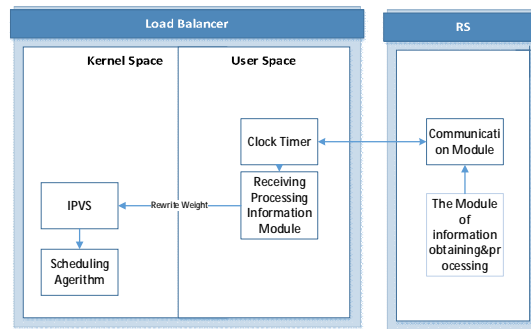 Load Balancer
RS
Kernel Space
User Space
Clock Timer
Communicati
on Module
Receiving
Processing
Information
Module
Rewrite Weight
IPVS
The Module
of
information
obtaining&pr
ocessing
Scheduling
Agerithm